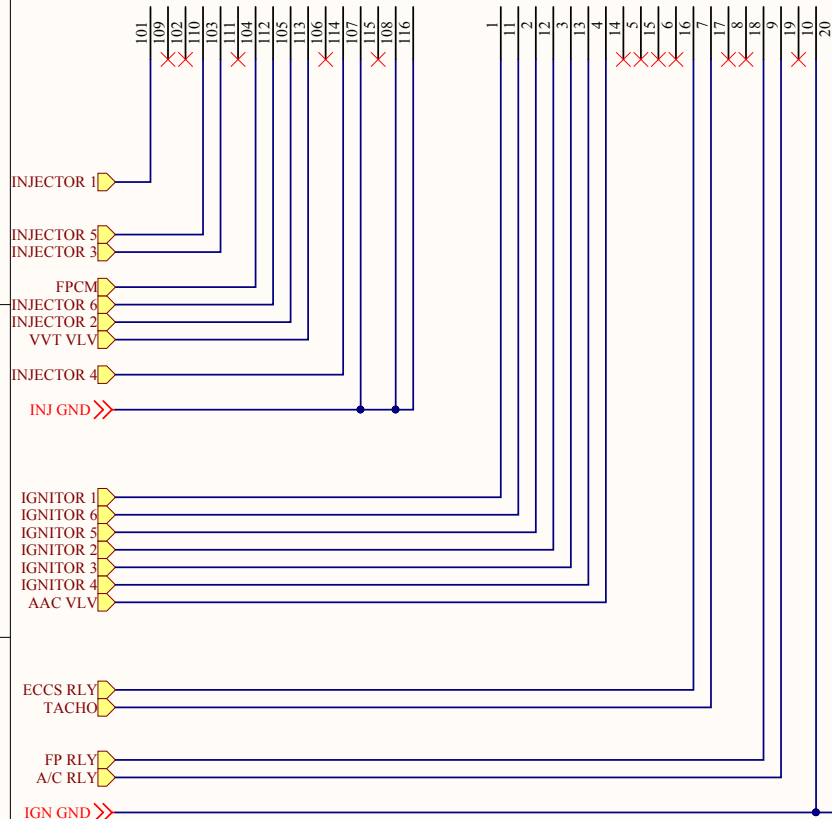 101
109
102
110
103
111
104
112
105
113
106
114
107
115
108
116
1
11
2
12
3
13
4
14
5
15
6
16
7
17
8
18
9
19
10
20
INJECTOR 1
INJECTOR 5
INJECTOR 3
FPCM
INJECTOR 6
INJECTOR 2
VVT VLV
INJECTOR 4
INJ GND
IGNITOR 1
IGNITOR 6
IGNITOR 5
IGNITOR 2
IGNITOR 3
IGNITOR 4
AAC VLV
ECCS RLY
TACHO
FP RLY
A/C RLY
IGN GND